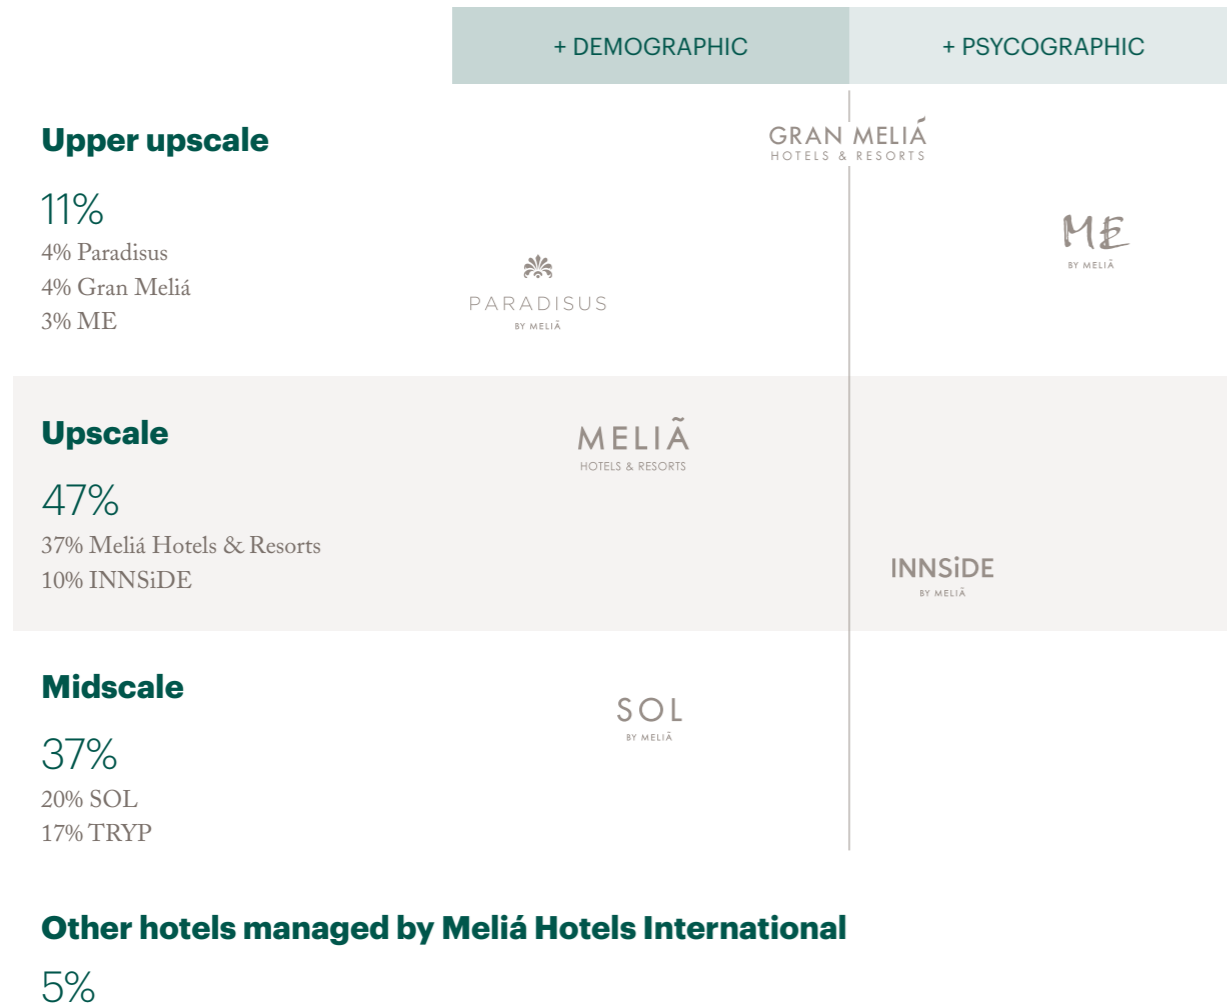 + DEMOGRAPHIC
+ PSYCOGRAPHIC
Upper upscale
11%
4% Paradisus
4% Gran Meliá
3% ME
GRAN MELIÁ
HOTELS & RESORTS
ME
BY MELIÃ
PARADISUS
BY MELIÃ
Upscale
47%
37% Meliá Hotels & Resorts
10% INNSiDE
MELIÃ
HOTELS & RESORTS
INNSiDE
BY MELIÃ
Midscale
37%
20% SOL
17% TRYP
SOL
BY MELIÃ
Other hotels managed by Meliá Hotels International
5%